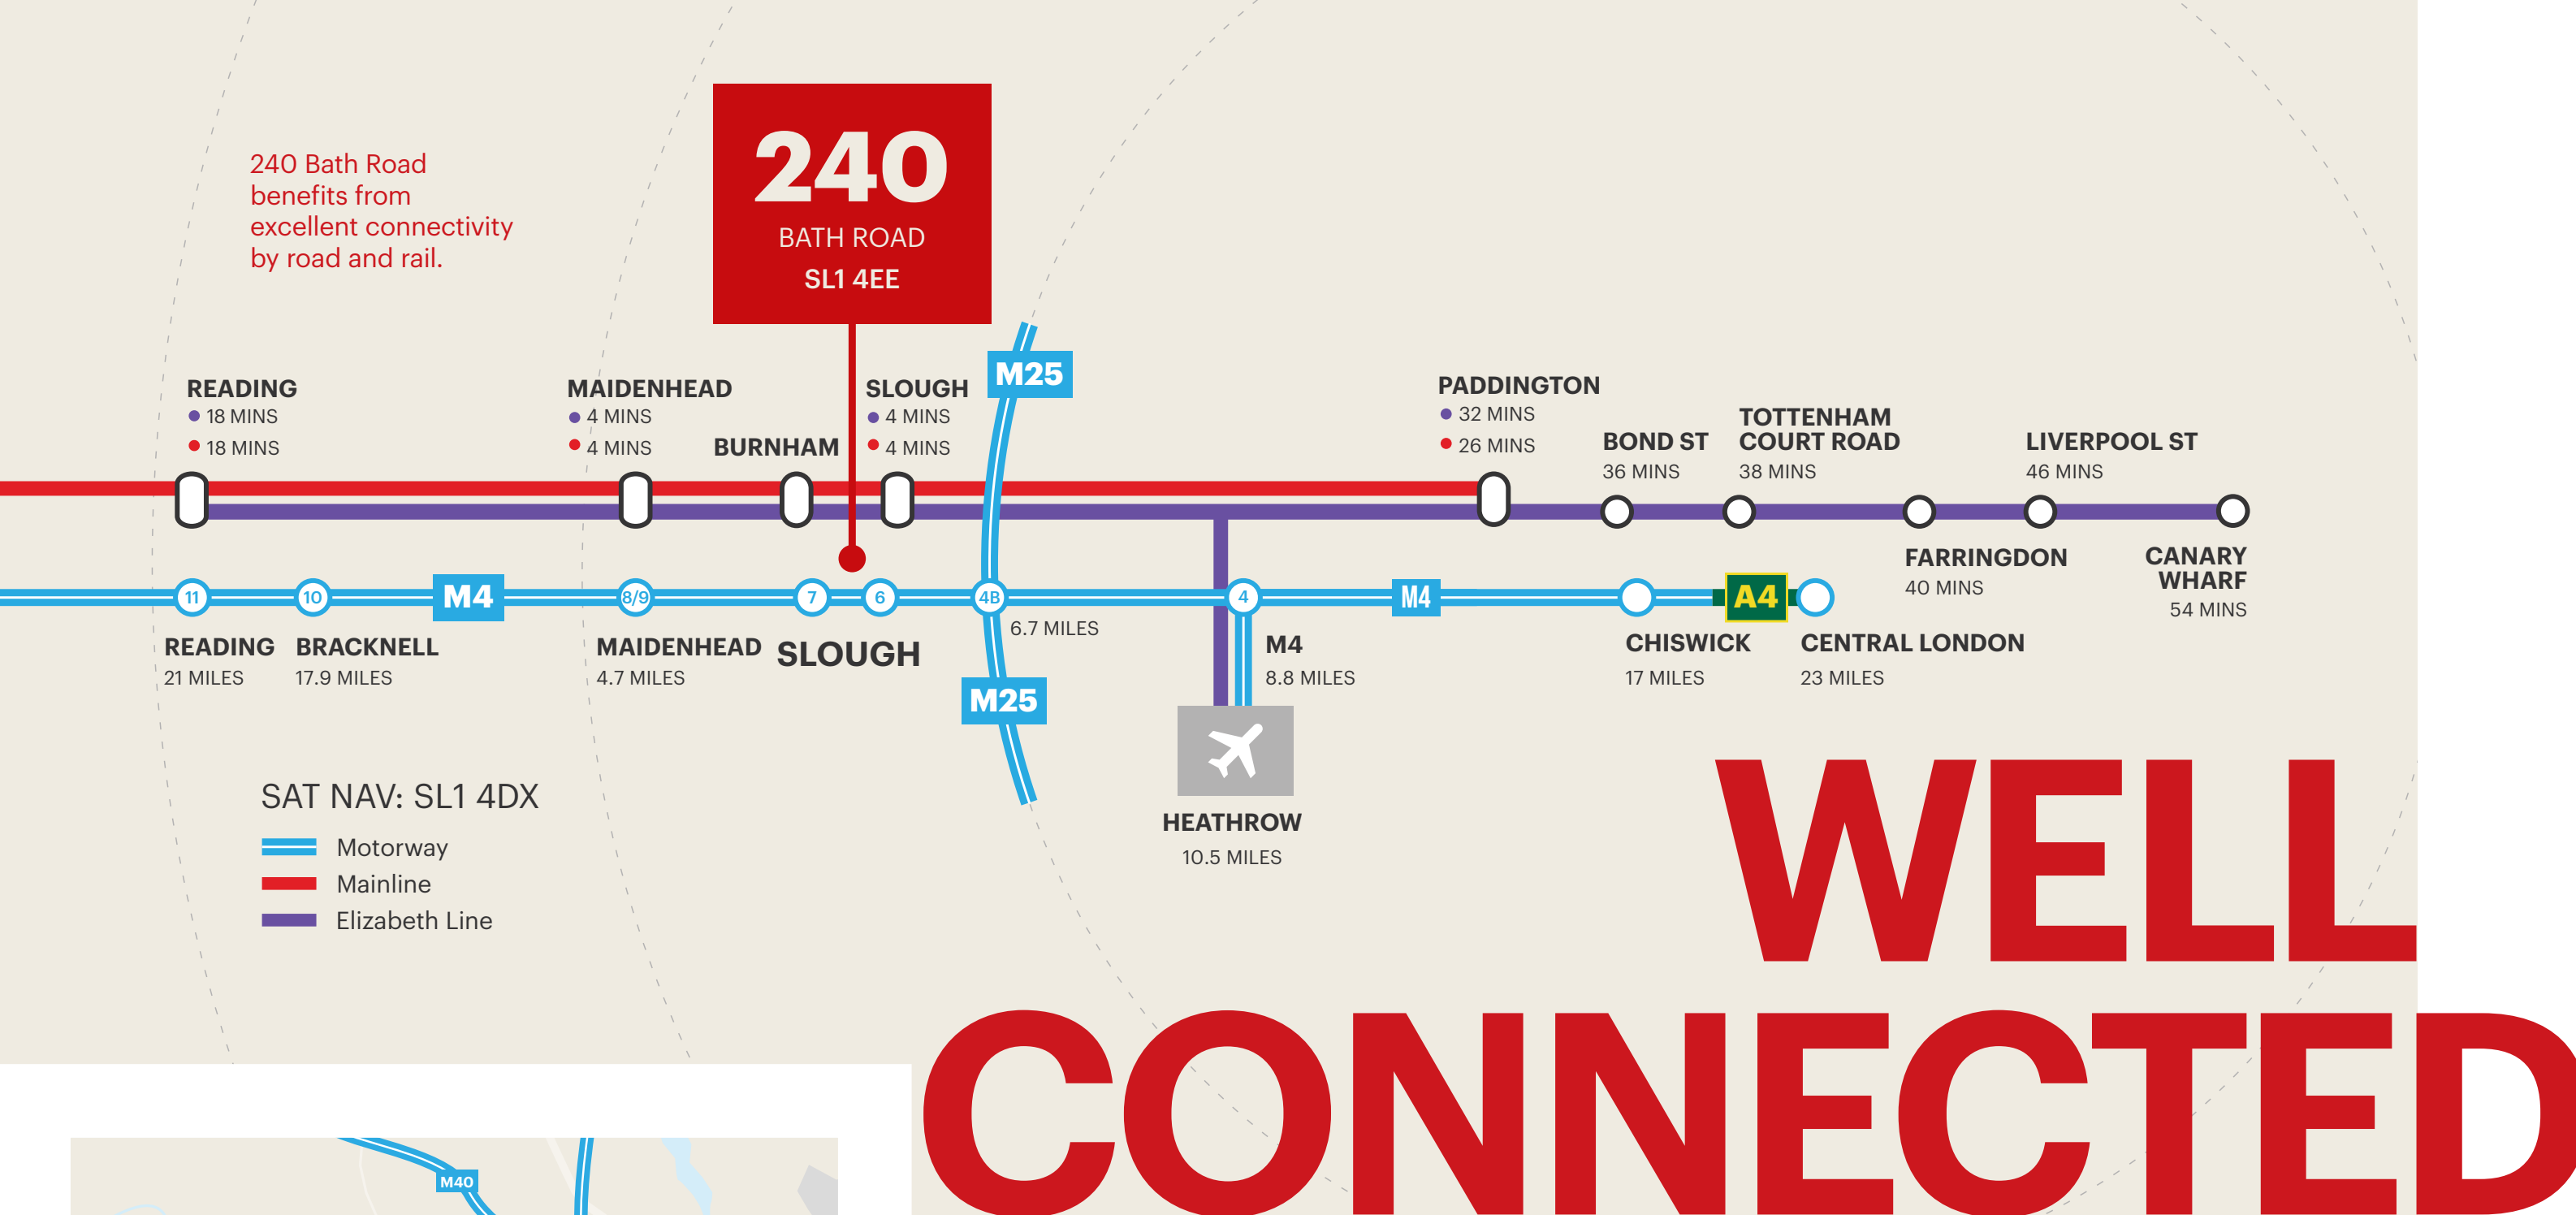 240 Bath Road
benefits from
excellent connectivity
by road and rail.
240
BATH ROAD
SL1 4EE
M25
READING
18 MINS
18 MINS
MAIDENHEAD
4 MINS
4 MINS
BURNHAM
SLOUGH
4 MINS
4 MINS
PADDINGTON
32 MINS
26 MINS
BOND ST
36 MINS
TOTTENHAM
COURT ROAD
38 MINS
LIVERPOOL ST
46 MINS
FARRINGDON
40 MINS
CANARY
WHARF
54 MINS
11
10
M4
8/9
7
6
4B
4
M4
A4
READING
21 MILES
BRACKNELL
17.9 MILES
MAIDENHEAD
4.7 MILES
SLOUGH
6.7 MILES
M25
M4
8.8 MILES
CHISWICK
17 MILES
CENTRAL LONDON
23 MILES
HEATHROW
10.5 MILES
SAT NAV: SL1 4DX
Motorway
Mainline
Elizabeth Line
WELL
CONNECTED
M40